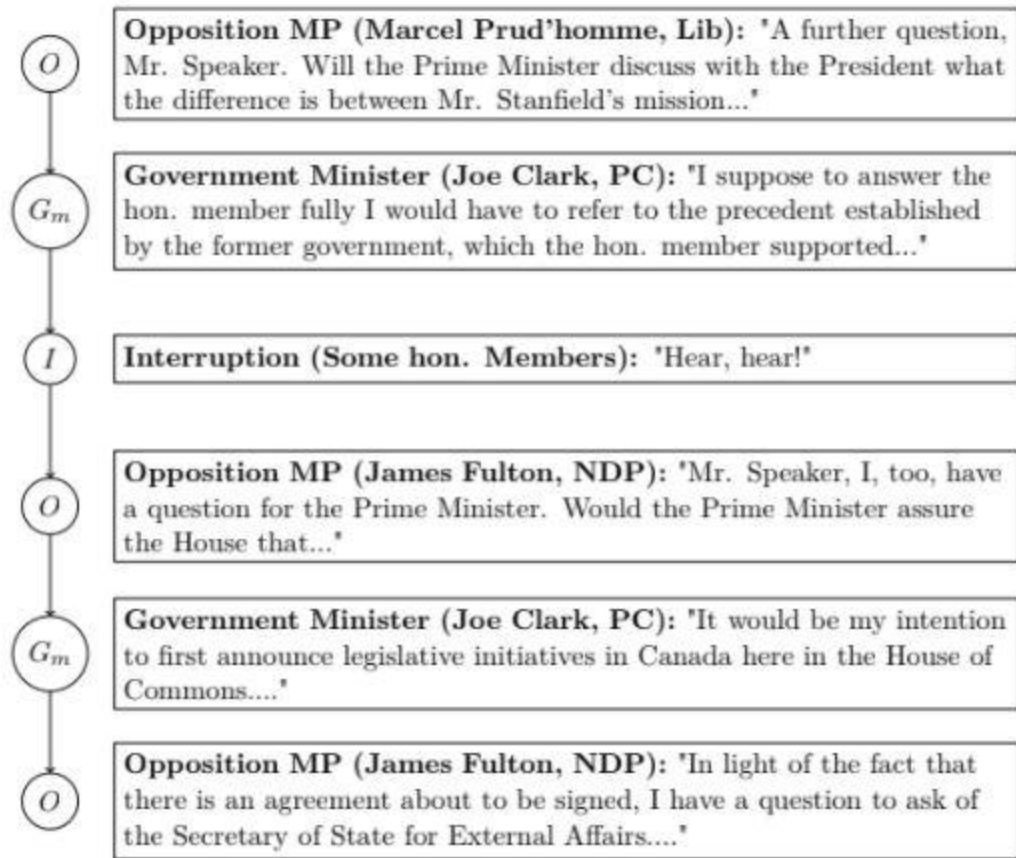 O
Opposition MP (Marcel Prud'homme, Lib): "A further question,
Mr. Speaker. Will the Prime Minister discuss with the President what
the difference is between Mr. Stanfield's mission..."
G_m
Government Minister (Joe Clark, PC): "I suppose to answer the
hon. member fully I would have to refer to the precedent established
by the former government, which the hon. member supported..."
I
Interruption (Some hon. Members): "Hear, hear!"
O
Opposition MP (James Fulton, NDP): "Mr. Speaker, I, too, have
a question for the Prime Minister. Would the Prime Minister assure
the House that..."
G_m
Government Minister (Joe Clark, PC): "It would be my intention
to first announce legislative initiatives in Canada here in the House of
Commons...."
O
Opposition MP (James Fulton, NDP): "In light of the fact that
there is an agreement about to be signed, I have a question to ask of
the Secretary of State for External Affairs...."